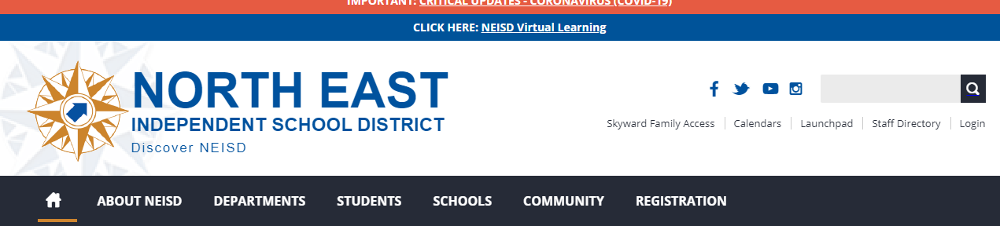 IMPORTANT: CRITICAL UPDATES - CORONAVIRUS (COVID-19)
CLICK HERE: NEISD Virtual Learning
NORTH EAST
INDEPENDENT SCHOOL DISTRICT
Discover NEISD
Skyward Family Access Calendars Launchpad Staff Directory Login
ABOUT NEISD DEPARTMENTS STUDENTS SCHOOLS COMMUNITY REGISTRATION